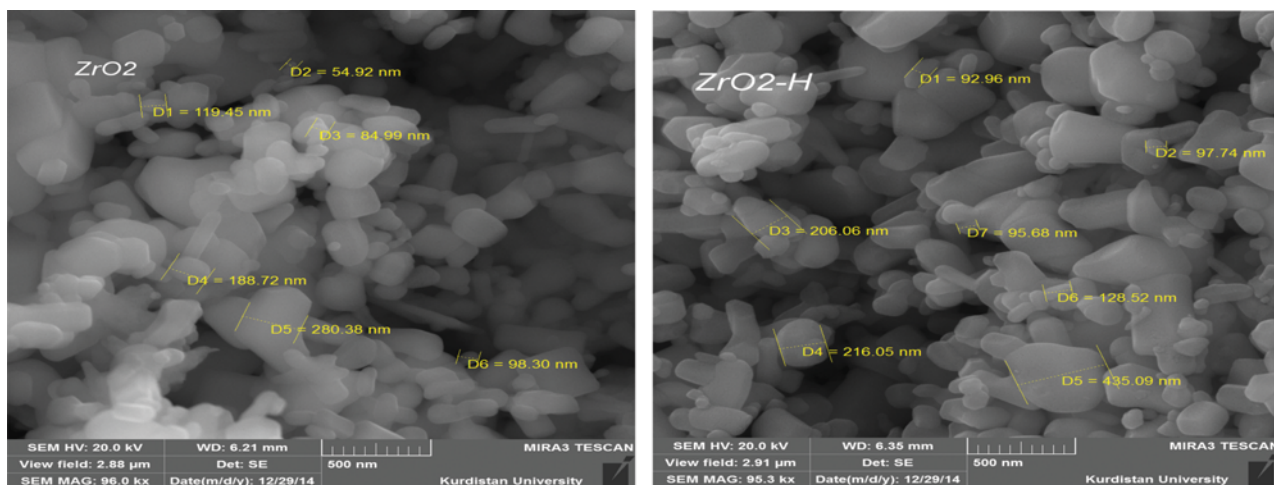 ZrO2
D2 = 54.92 nm
D1 = 119.45 nm
D3 = 84.99 nm
D4 = 188.72 nm
D5 = 280.38 nm
D6 = 98.30 nm
SEM HV: 20.0 kV WD: 6.21 mm MIRA3 TESCAN
View field: 2.88 µm Det: SE 500 nm
SEM MAG: 96.0 kx Date(m/d/y): 12/29/14 Kurdistan University
ZrO2-H
D1 = 92.96 nm
D2 = 97.74 nm
D3 = 206.06 nm
D7 = 95.68 nm
D6 = 128.52 nm
D4 = 216.05 nm
D5 = 435.09 nm
SEM HV: 20.0 kV WD: 6.35 mm MIRA3 TESCAN
View field: 2.91 µm Det: SE 500 nm
SEM MAG: 95.3 kx Date(m/d/y): 12/29/14 Kurdistan University